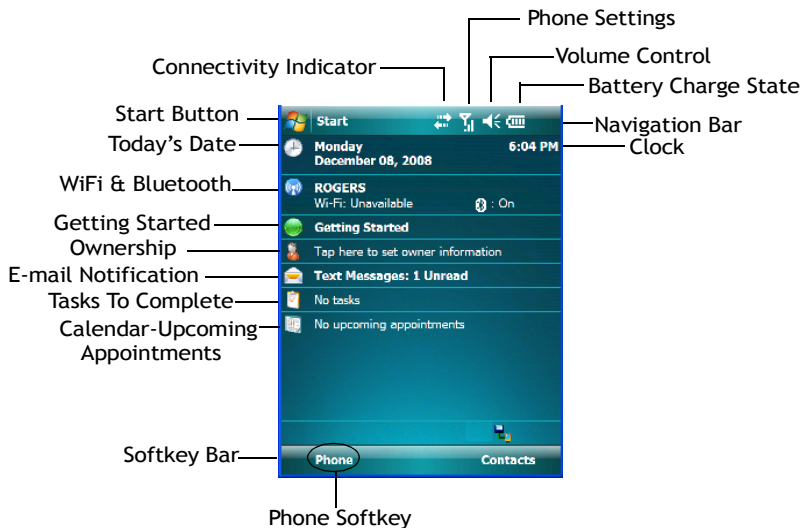 Phone Settings
Volume Control
Connectivity Indicator
Battery Charge State
Start Button
Start
Navigation Bar
Today's Date
Monday
December 08, 2008
6:04 PM
Clock
WiFi & Bluetooth
ROGERS
Wi-Fi: Unavailable
: On
Getting Started
Getting Started
Ownership
Tap here to set owner information
E-mail Notification
Text Messages: 1 Unread
Tasks To Complete
No tasks
Calendar-Upcoming
Appointments
No upcoming appointments
Softkey Bar
Phone
Contacts
Phone Softkey